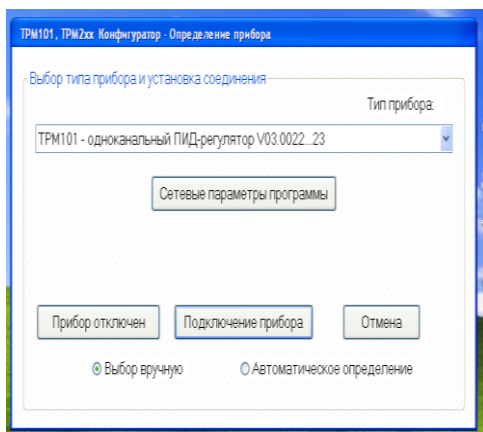 ТРМ101, ТРМ2хх Конфигуратор - Определение прибора
Выбор типа прибора и установка соединения
Тип прибора:
ТРМ101 - одноканальный ПИД-регулятор V03.0022...23
Сетевые параметры программы
Прибор отключен Подключение прибора Отмена
Выбор вручную Автоматическое определение